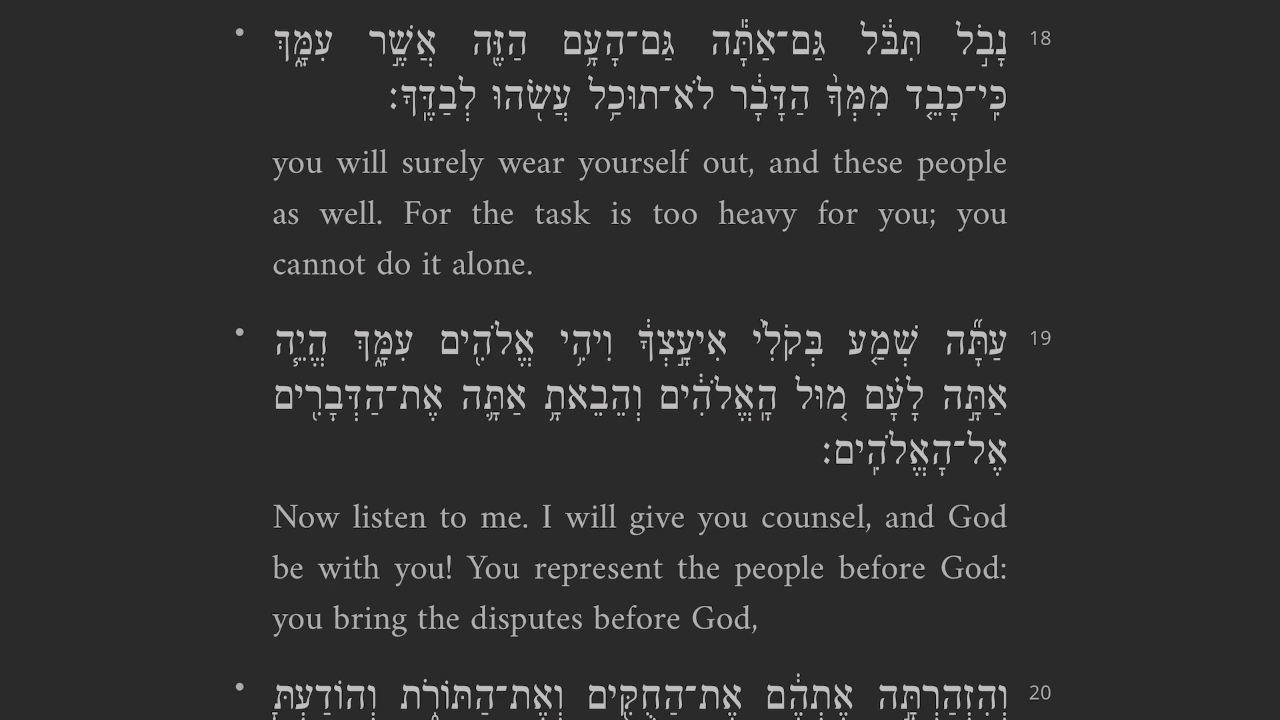 18
נָבֹ֣ל תִּבֹּ֔ל גַּם־אַתָּ֕ה גַּם־הָעָ֥ם הַזֶּ֖ה אֲשֶׁ֣ר עִמָּ֑ךְ
כִּֽי־כָבֵ֤ד מִמְּךָ֙ הַדָּבָ֔ר לֹא־תוּכַ֥ל עֲשֹׂ֖הוּ לְבַדֶּֽךָ׃
you will surely wear yourself out, and these people
as well. For the task is too heavy for you; you
cannot do it alone.
19
עַתָּ֞ה שְׁמַ֤ע בְּקֹלִי֙ אִיעָ֣צְךָ֔ וִיהִ֥י אֱלֹהִ֖ים עִמָּ֑ךְ הֱיֵ֧ה
אַתָּ֣ה לָעָ֗ם מ֚וּל הָֽאֱלֹהִ֔ים וְהֵבֵאתָ֥ אַתָּ֛ה אֶת־הַדְּבָרִ֖ים
אֶל־הָאֱלֹהִֽים׃
Now listen to me. I will give you counsel, and God
be with you! You represent the people before God:
you bring the disputes before God,
20
וְהִזְהַרְתָּ֣ה אֶתְהֶ֔ם אֶת־הַחֻקִּ֖ים וְאֶת־הַתּוֹרֹ֑ת וְהוֹדַעְתָּ֣